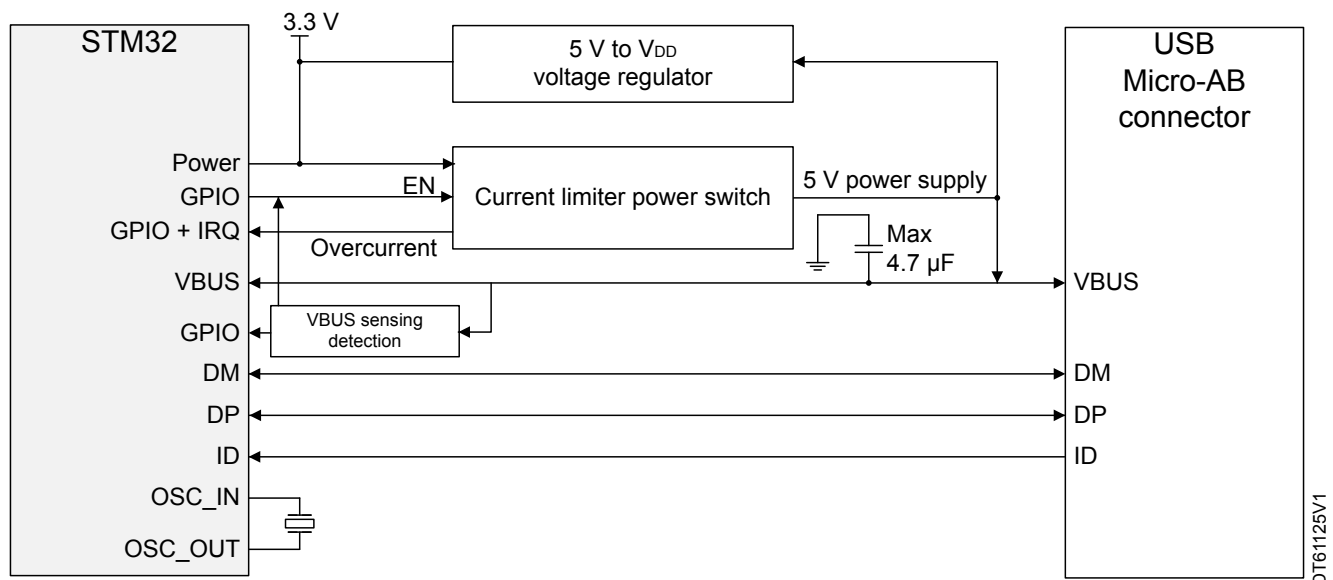 3.3 V
STM32
5 V to VDD
voltage regulator
USB
Micro-AB
connector
Power
GPIO
EN
Current limiter power switch
5 V power supply
GPIO + IRQ
Overcurrent
Max
4.7 µF
VBUS
VBUS
GPIO
VBUS sensing
detection
DM
DM
DP
DP
ID
ID
OSC_IN
OSC_OUT
DT61125V1